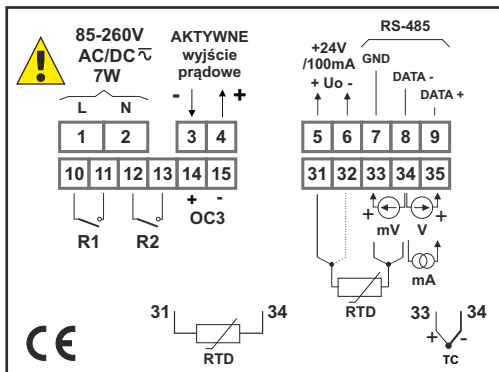 85-260V
AC/DC
7W
L N
AKTYWNE
wyjście
prądowe
- +
+24V
/100mA
+ Uo -
RS-485
GND
DATA -
DATA +
1 2 3 4 5 6 7 8 9
10 11 12 13 14 15 31 32 33 34 35
R1 R2
+ -
OC3
+ mV V +
mA
RTD
31 34
RTD
33 34
+ -
TC
CE